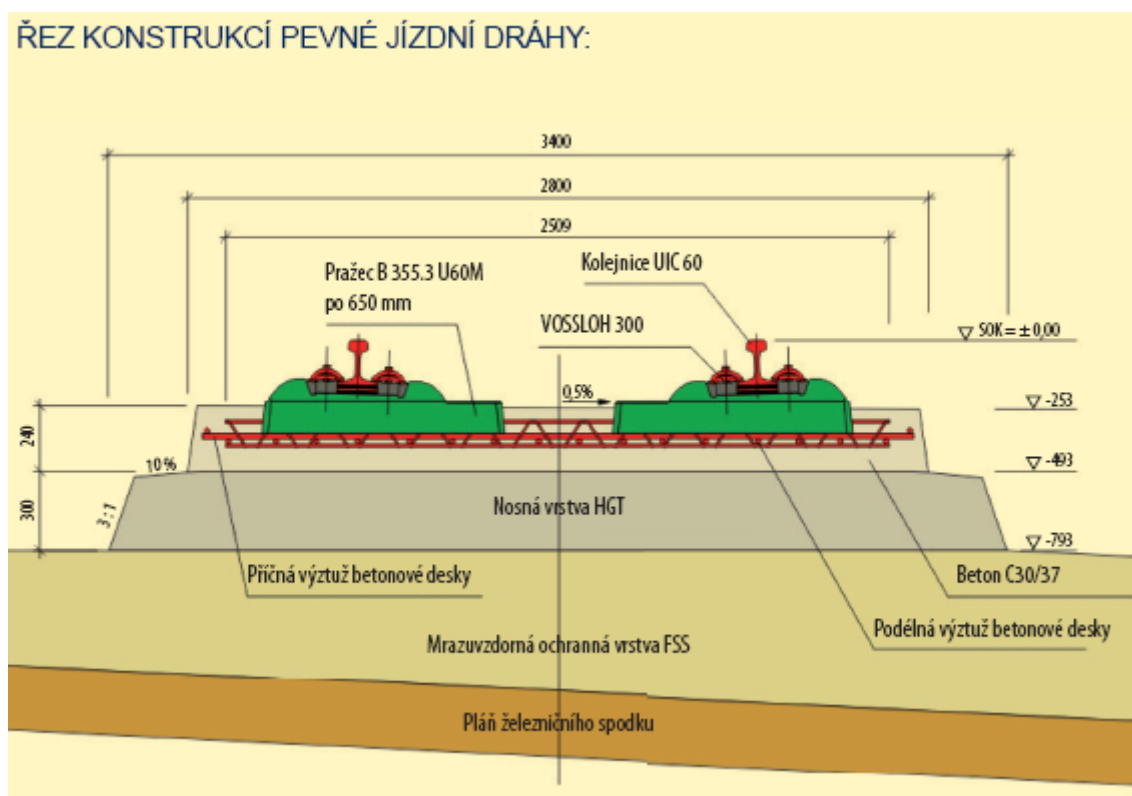 ŘEZ KONSTRUKCÍ PEVNÉ JÍZDNÍ DRÁHY:
3400
2800
2509
Pražec B 355.3 U60M
po 650 mm
Kolejnice UIC 60
VOSSLOH 300
SOK = ± 0,00
0,5%
-253
240
10 %
-493
300
3 : 1
Nosná vrstva HGT
-793
Příčná výztuž betonové desky
Beton C30/37
Podélná výztuž betonové desky
Mrazuvzdorná ochranná vrstva FSS
Pláň železničního spodku